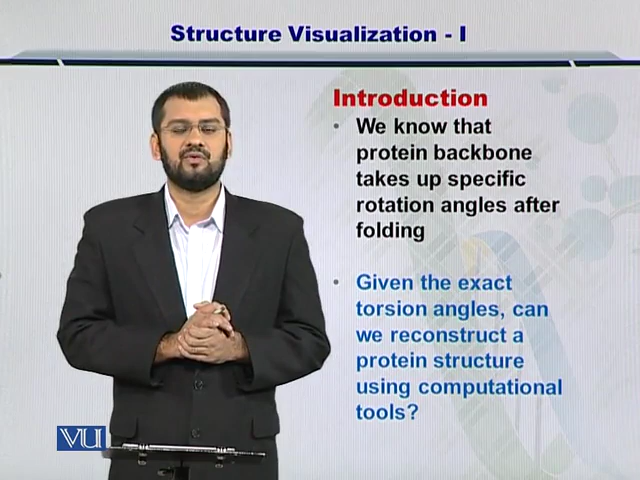 Structure Visualization - I
Introduction
• We know that
protein backbone
takes up specific
rotation angles after
folding
• Given the exact
torsion angles, can
we reconstruct a
protein structure
using computational
tools?
VU